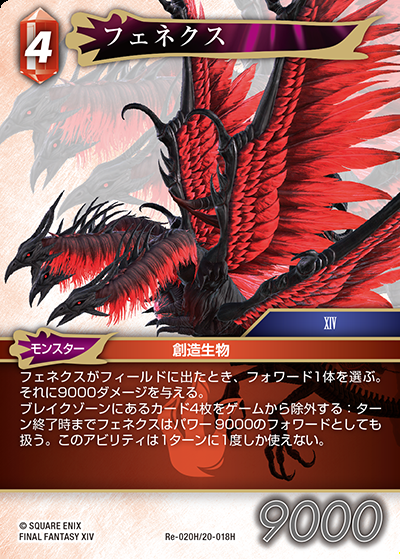 4
フェネクス
XIV
モンスター
創造生物
フェネクスがフィールドに出たとき、フォワード1体を選ぶ。
それに9000ダメージを与える。
ブレイクゾーンにあるカード4枚をゲームから除外する：ターン
終了時までフェネクスはパワー9000のフォワードとしても
扱う。このアビリティは1ターンに1度しか使えない。
© SQUARE ENIX
FINAL FANTASY XIV
Re-020H/20-018H
9000